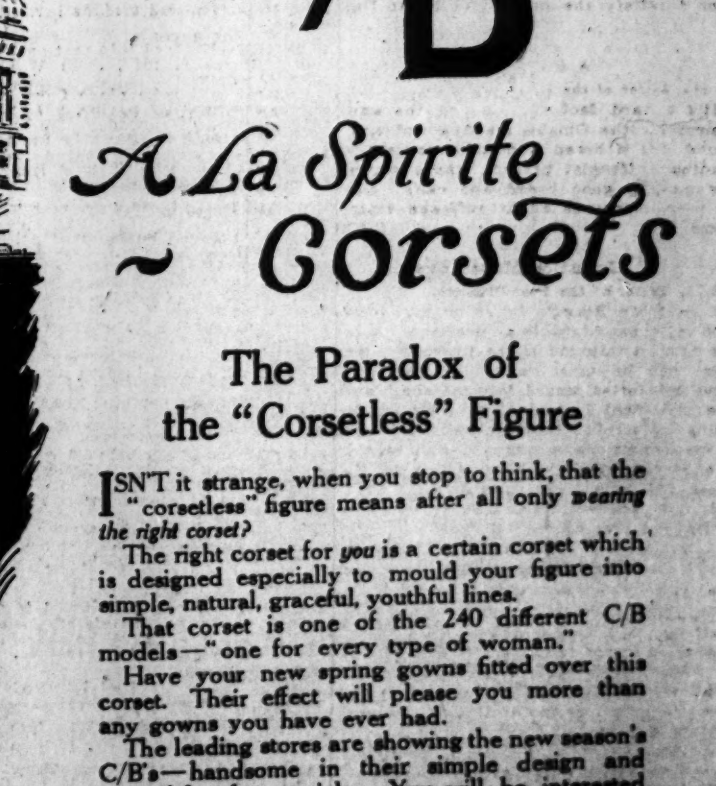 B
A La Spirite
~ Corsets
The Paradox of
the “Corsetless” Figure
ISN'T it strange, when you stop to think, that the
“corsetless” figure means after all only wearing
the right corset?
The right corset for you is a certain corset which
is designed especially to mould your figure into
simple, natural, graceful, youthful lines.
That corset is one of the 240 different C/B
models—“one for every type of woman.”
Have your new spring gowns fitted over this
corset. Their effect will please you more than
any gowns you have ever had.
The leading stores are showing the new season's
C/B's—handsome in their simple design and